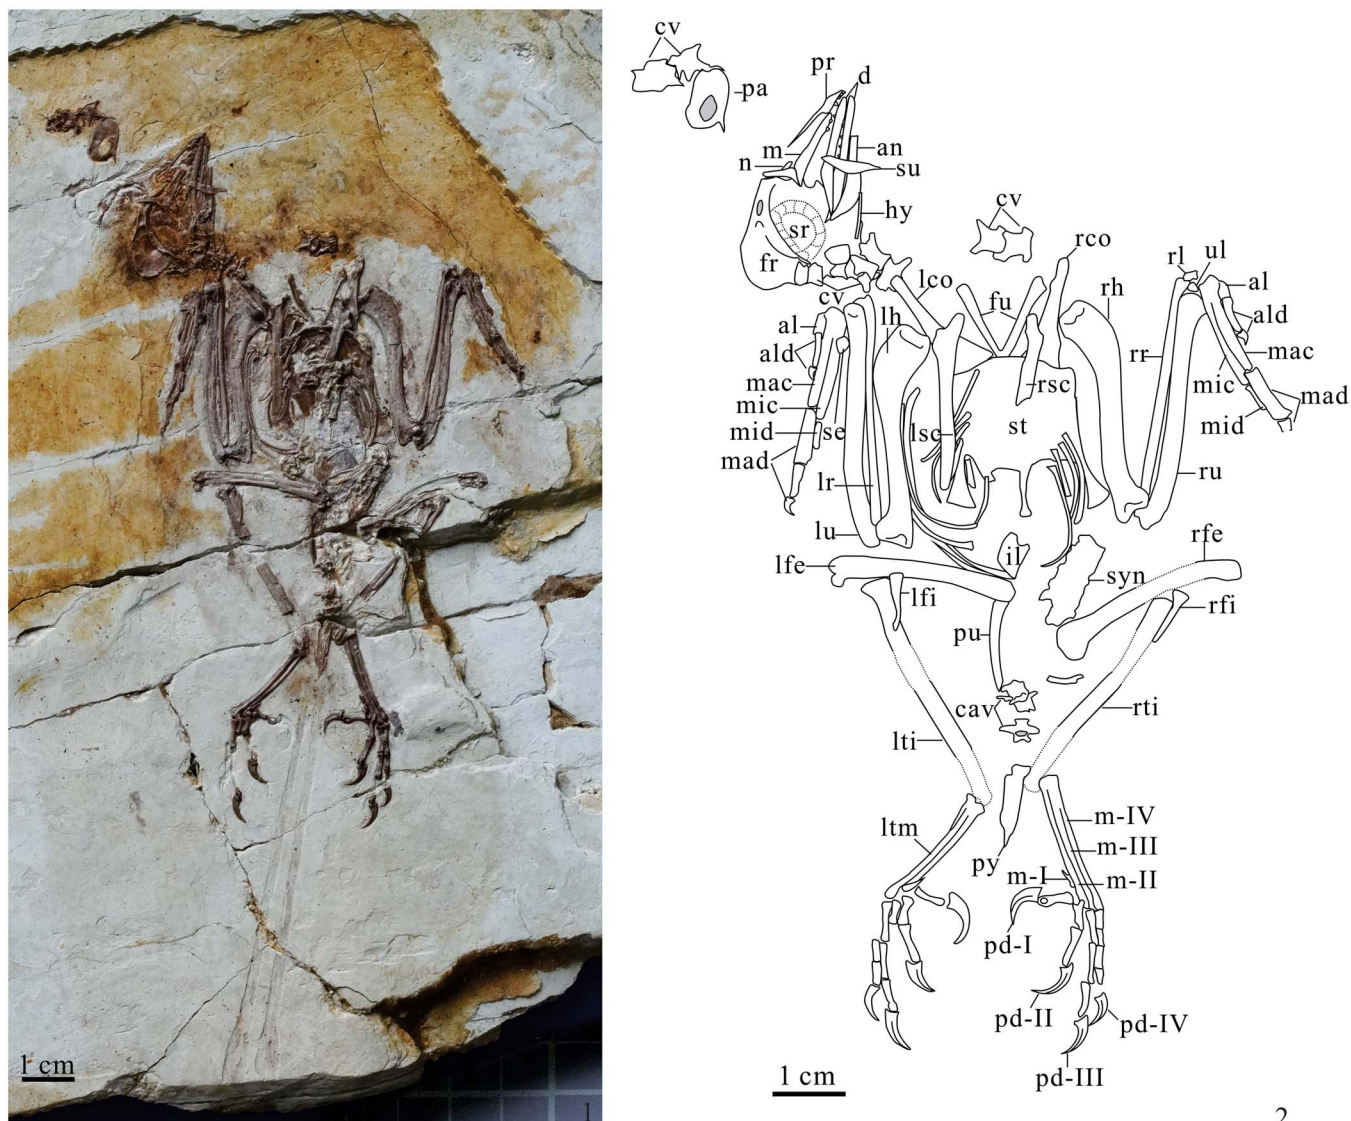 1 cm
1
cv
pa
pr
d
m
an
n
su
hy
sr
fr
cv
cv
rco
lco
fu
rh
rl
ul
al
ald
al
lh
ald
rr
mac
mac
mic
rsc
mic
mad
mid
se
lsc
st
mid
mad
lr
ru
lu
lfe
il
syn
rfe
lfi
rfi
pu
cav
lti
rti
ltm
py
m-IV
m-III
m-I
m-II
pd-I
pd-II
pd-IV
pd-III
1 cm
2